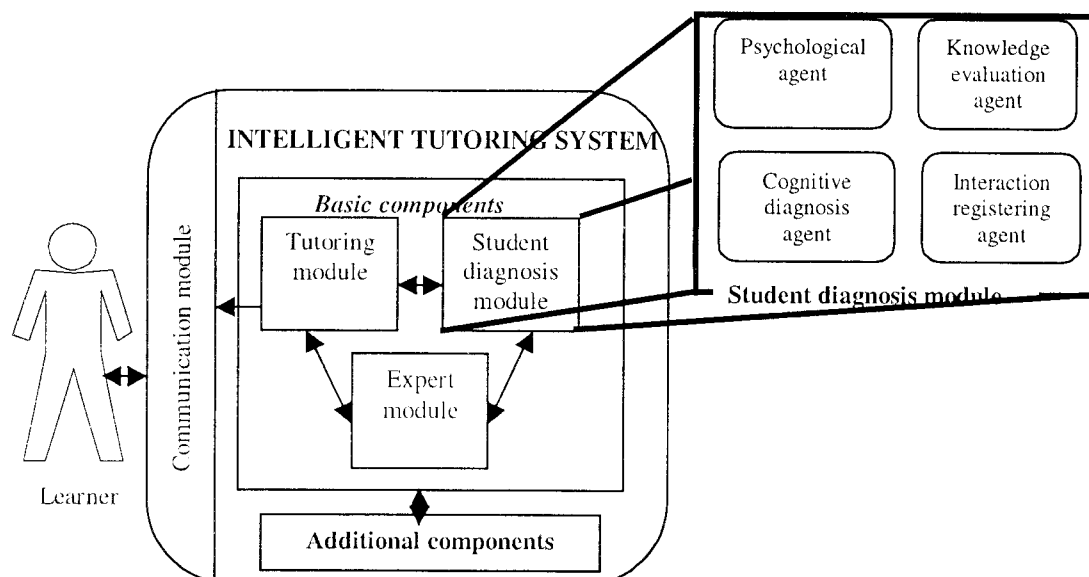 Psychological
agent
Knowledge
evaluation
agent
Cognitive
diagnosis
agent
Interaction
registering
agent
Student diagnosis module
INTELLIGENT TUTORING SYSTEM
Basic components
Tutoring
module
Student
diagnosis
module
Expert
module
Communication module
Learner
Additional components